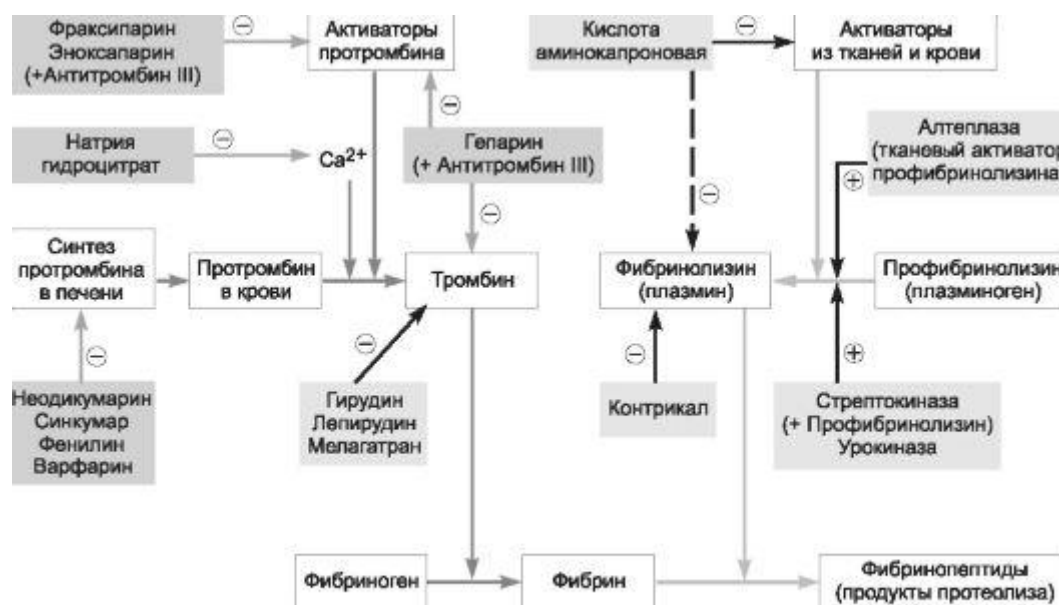 Фраксипарин
Эноксапарин
(+Антитромбин III)
⊖
Активаторы
протромбина
Кислота
аминокапроновая
⊖
Активаторы
из тканей и крови
Натрия
гидроцитрат
⊖
Ca2+
⊖
Гепарин
(+ Антитромбин III)
⊖
⊖
Алтеплаза
(тканевый активатор
профибринолизина
⊕
Синтез
протромбина
в печени
Протромбин
в крови
Тромбин
Фибринолизин
(плазмин)
Профибринолизин
(плазминоген)
⊖
⊖
⊖
⊕
Неодикумарин
Синкумар
Фенилин
Варфарин
Гирудин
Лепирудин
Мелагатран
Контрикал
Стрептокиназа
(+ Профибринолизин)
Урокиназа
Фибриноген
Фибрин
Фибринопептиды
(продукты протеолиза)